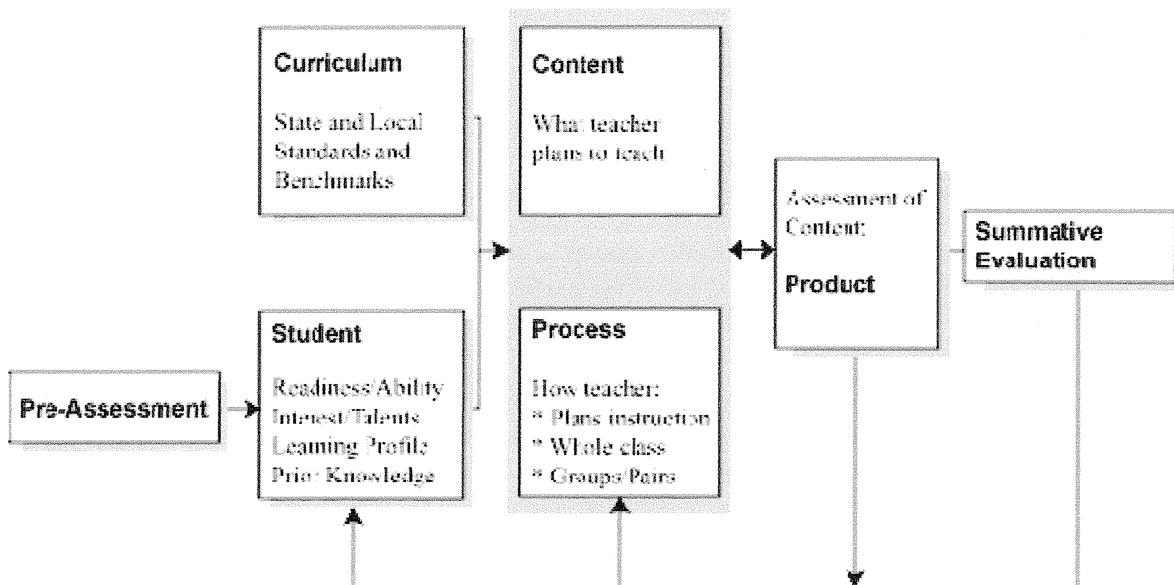 Curriculum
State and Local
Standards and
Benchmarks
Content
What teacher
plans to teach
Assessment of
Content:
Product
Summative
Evaluation
Pre-Assessment
Student
Readiness/Ability
Interest/Talents
Learning Profile
Prior Knowledge
Process
How teacher:
* Plans instruction
* Whole class
* Groups/Pairs